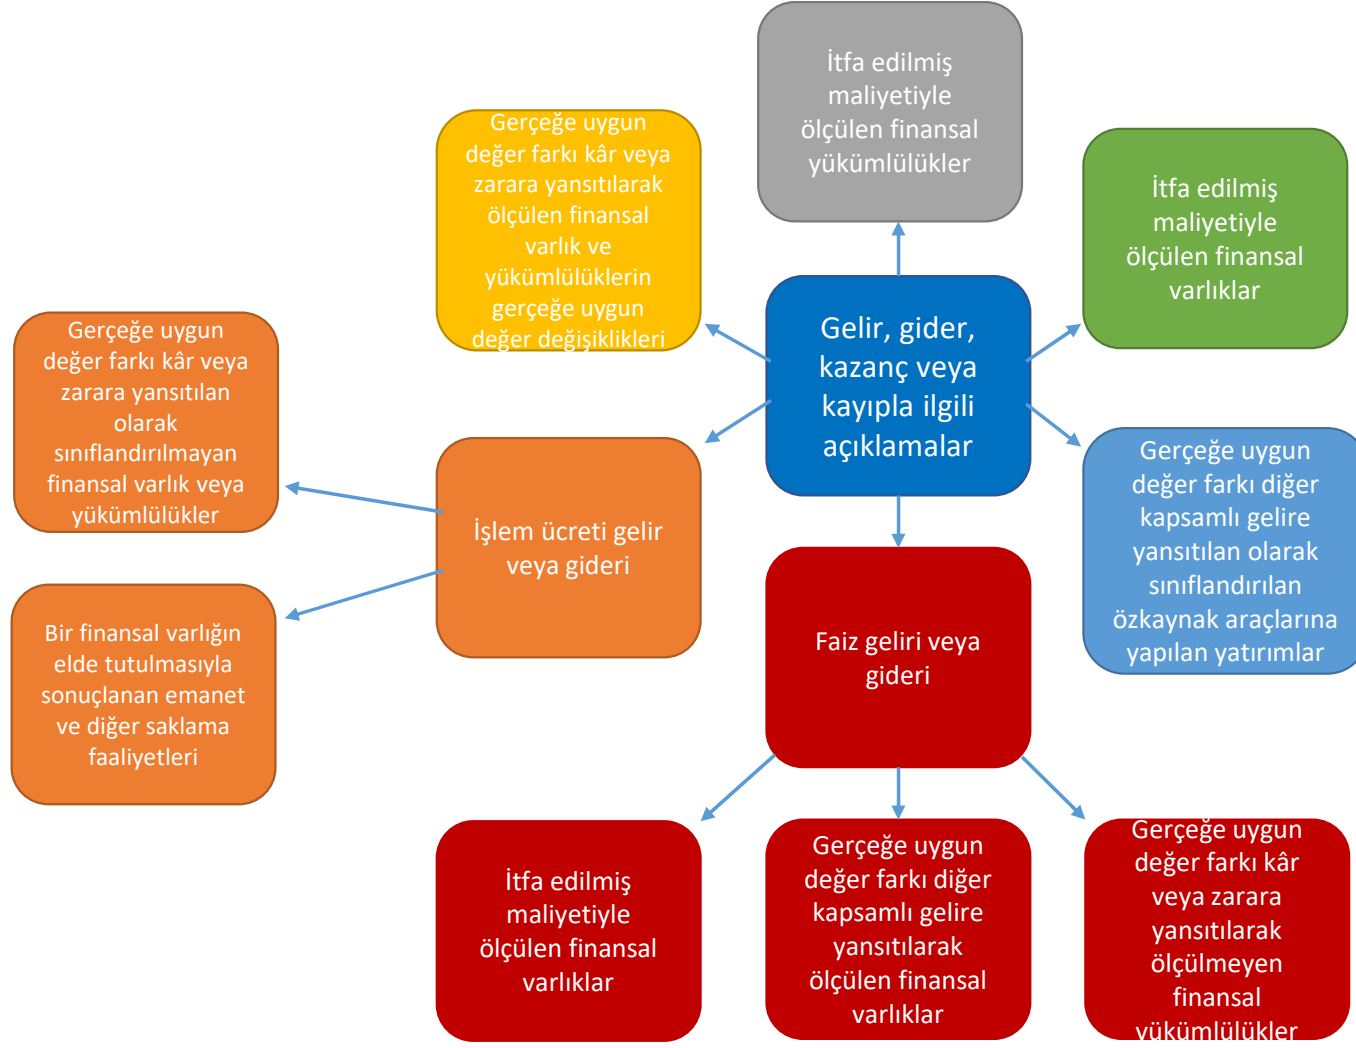 İtfa edilmiş
maliyetiyle
ölçülen finansal
yükümlülükler
Gerçeğe uygun
değer farkı kâr veya
zarara yansıtılarak
ölçülen finansal
varlık ve
yükümlülüklerin
gerçeğe uygun
değer değişiklikleri
İtfa edilmiş
maliyetiyle
ölçülen finansal
varlıklar
Gelir, gider,
kazanç veya
kayıpla ilgili
açıklamalar
Gerçeğe uygun
değer farkı kâr veya
zarara yansıtılan
olarak
sınıflandırılmayan
finansal varlık veya
yükümlülükler
İşlem ücreti gelir
veya gideri
Gerçeğe uygun
değer farkı diğer
kapsamlı gelire
yansıtılan olarak
sınıflandırılan
özkaynak araçlarına
yapılan yatırımlar
Bir finansal varlığın
elde tutulmasıyla
sonuçlanan emanet
ve diğer saklama
faaliyetleri
Faiz geliri veya
gideri
İtfa edilmiş
maliyetiyle
ölçülen finansal
varlıklar
Gerçeğe uygun
değer farkı diğer
kapsamlı gelire
yansıtılarak
ölçülen finansal
varlıklar
Gerçeğe uygun
değer farkı kâr
veya zarara
yansıtılarak
ölçülmeyen
finansal
yükümlülükler